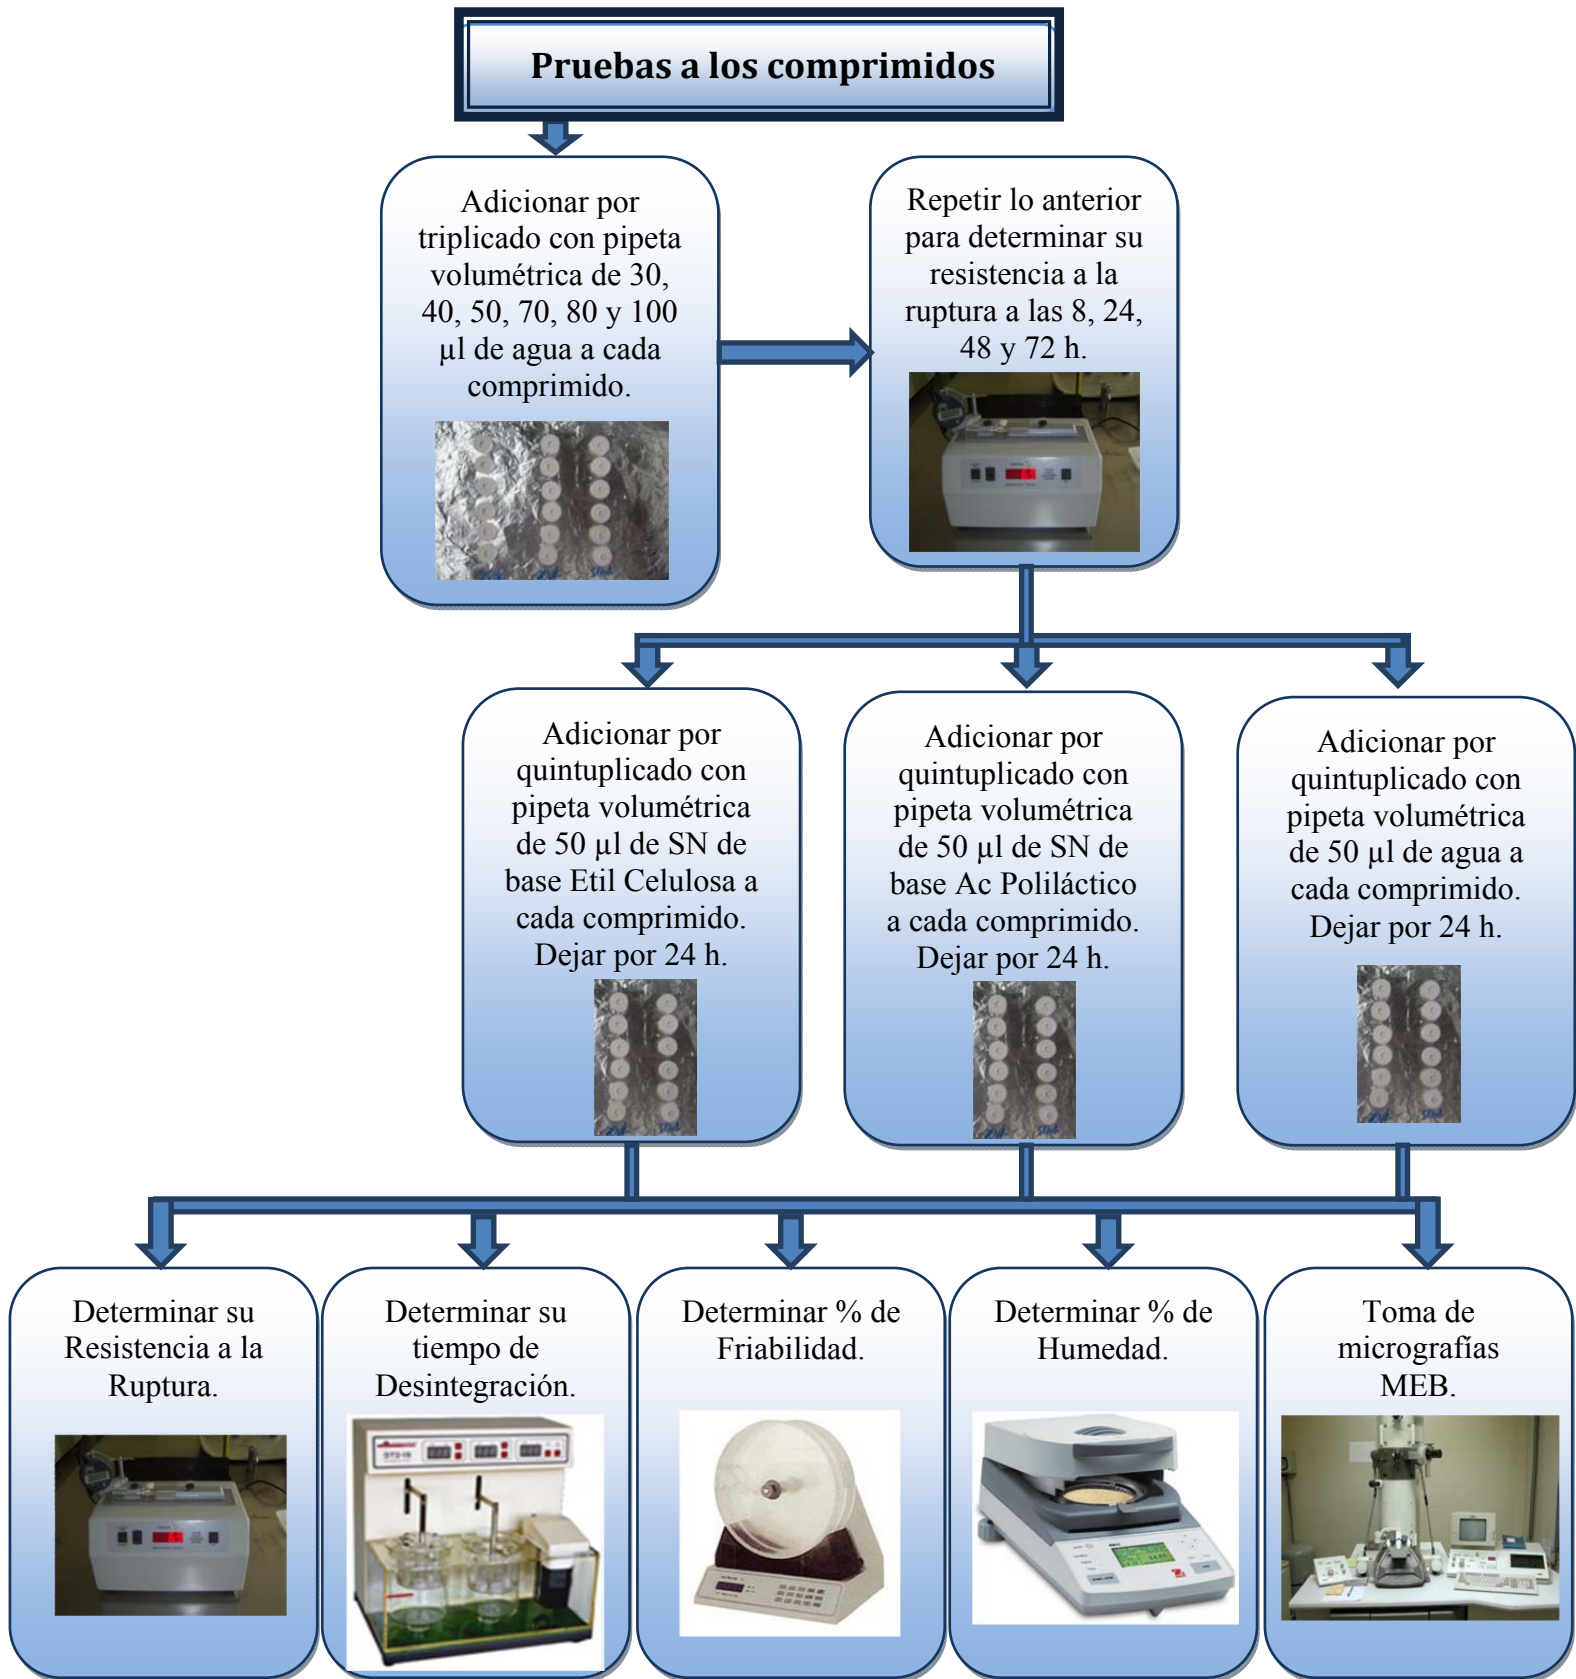 Pruebas a los comprimidos
Adicionar por
triplicado con pipeta
volumétrica de 30,
40, 50, 70, 80 y 100
µl de agua a cada
comprimido.
Repetir lo anterior
para determinar su
resistencia a la
ruptura a las 8, 24,
48 y 72 h.
Adicionar por
quintuplicado con
pipeta volumétrica
de 50 µl de SN de
base Etil Celulosa a
cada comprimido.
Dejar por 24 h.
Adicionar por
quintuplicado con
pipeta volumétrica
de 50 µl de SN de
base Ac Poliláctico
a cada comprimido.
Dejar por 24 h.
Adicionar por
quintuplicado con
pipeta volumétrica
de 50 µl de agua a
cada comprimido.
Dejar por 24 h.
Determinar su
Resistencia a la
Ruptura.
Determinar su
tiempo de
Desintegración.
Determinar % de
Friabilidad.
Determinar % de
Humedad.
Toma de
micrografías
MEB.